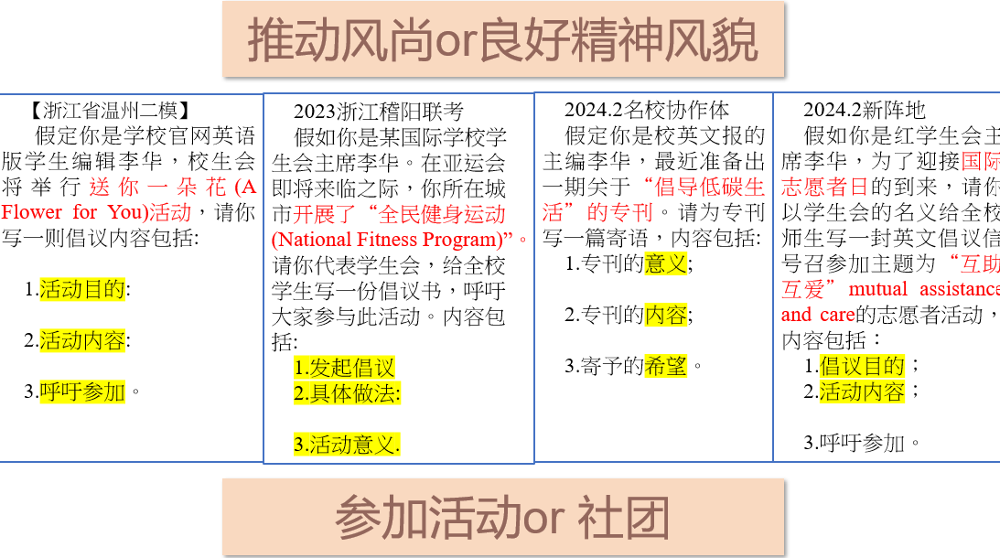 推动风尚or良好精神风貌
【浙江省温州二模】
假定你是学校官网英语
版学生编辑李华，校生会
将举行送你一朵花(A
Flower for You)活动，请你
写一则倡议内容包括:
1.活动目的:
2.活动内容:
3.呼吁参加。
2023浙江稽阳联考
假如你是某国际学校学
生会主席李华。在亚运会
即将来临之际，你所在城
市开展了“全民健身运动
(National Fitness Program)”。
请你代表学生会，给全校
学生写一份倡议书，呼吁
大家参与此活动。内容包
括:
1.发起倡议
2.具体做法:
3.活动意义.
2024.2名校协作体
假定你是校英文报的
主编李华，最近准备出
一期关于“倡导低碳生
活”的专刊。请为专刊
写一篇寄语，内容包括:
1.专刊的意义;
2.专刊的内容;
3.寄予的希望。
2024.2新阵地
假如你是红学生会主
席李华，为了迎接国际
志愿者日的到来，请你
以学生会的名义给全校
师生写一封英文倡议信
号召参加主题为“互助
互爱”mutual assistance
and care的志愿者活动，
内容包括：
1.倡议目的；
2.活动内容；
3.呼吁参加。
参加活动or 社团